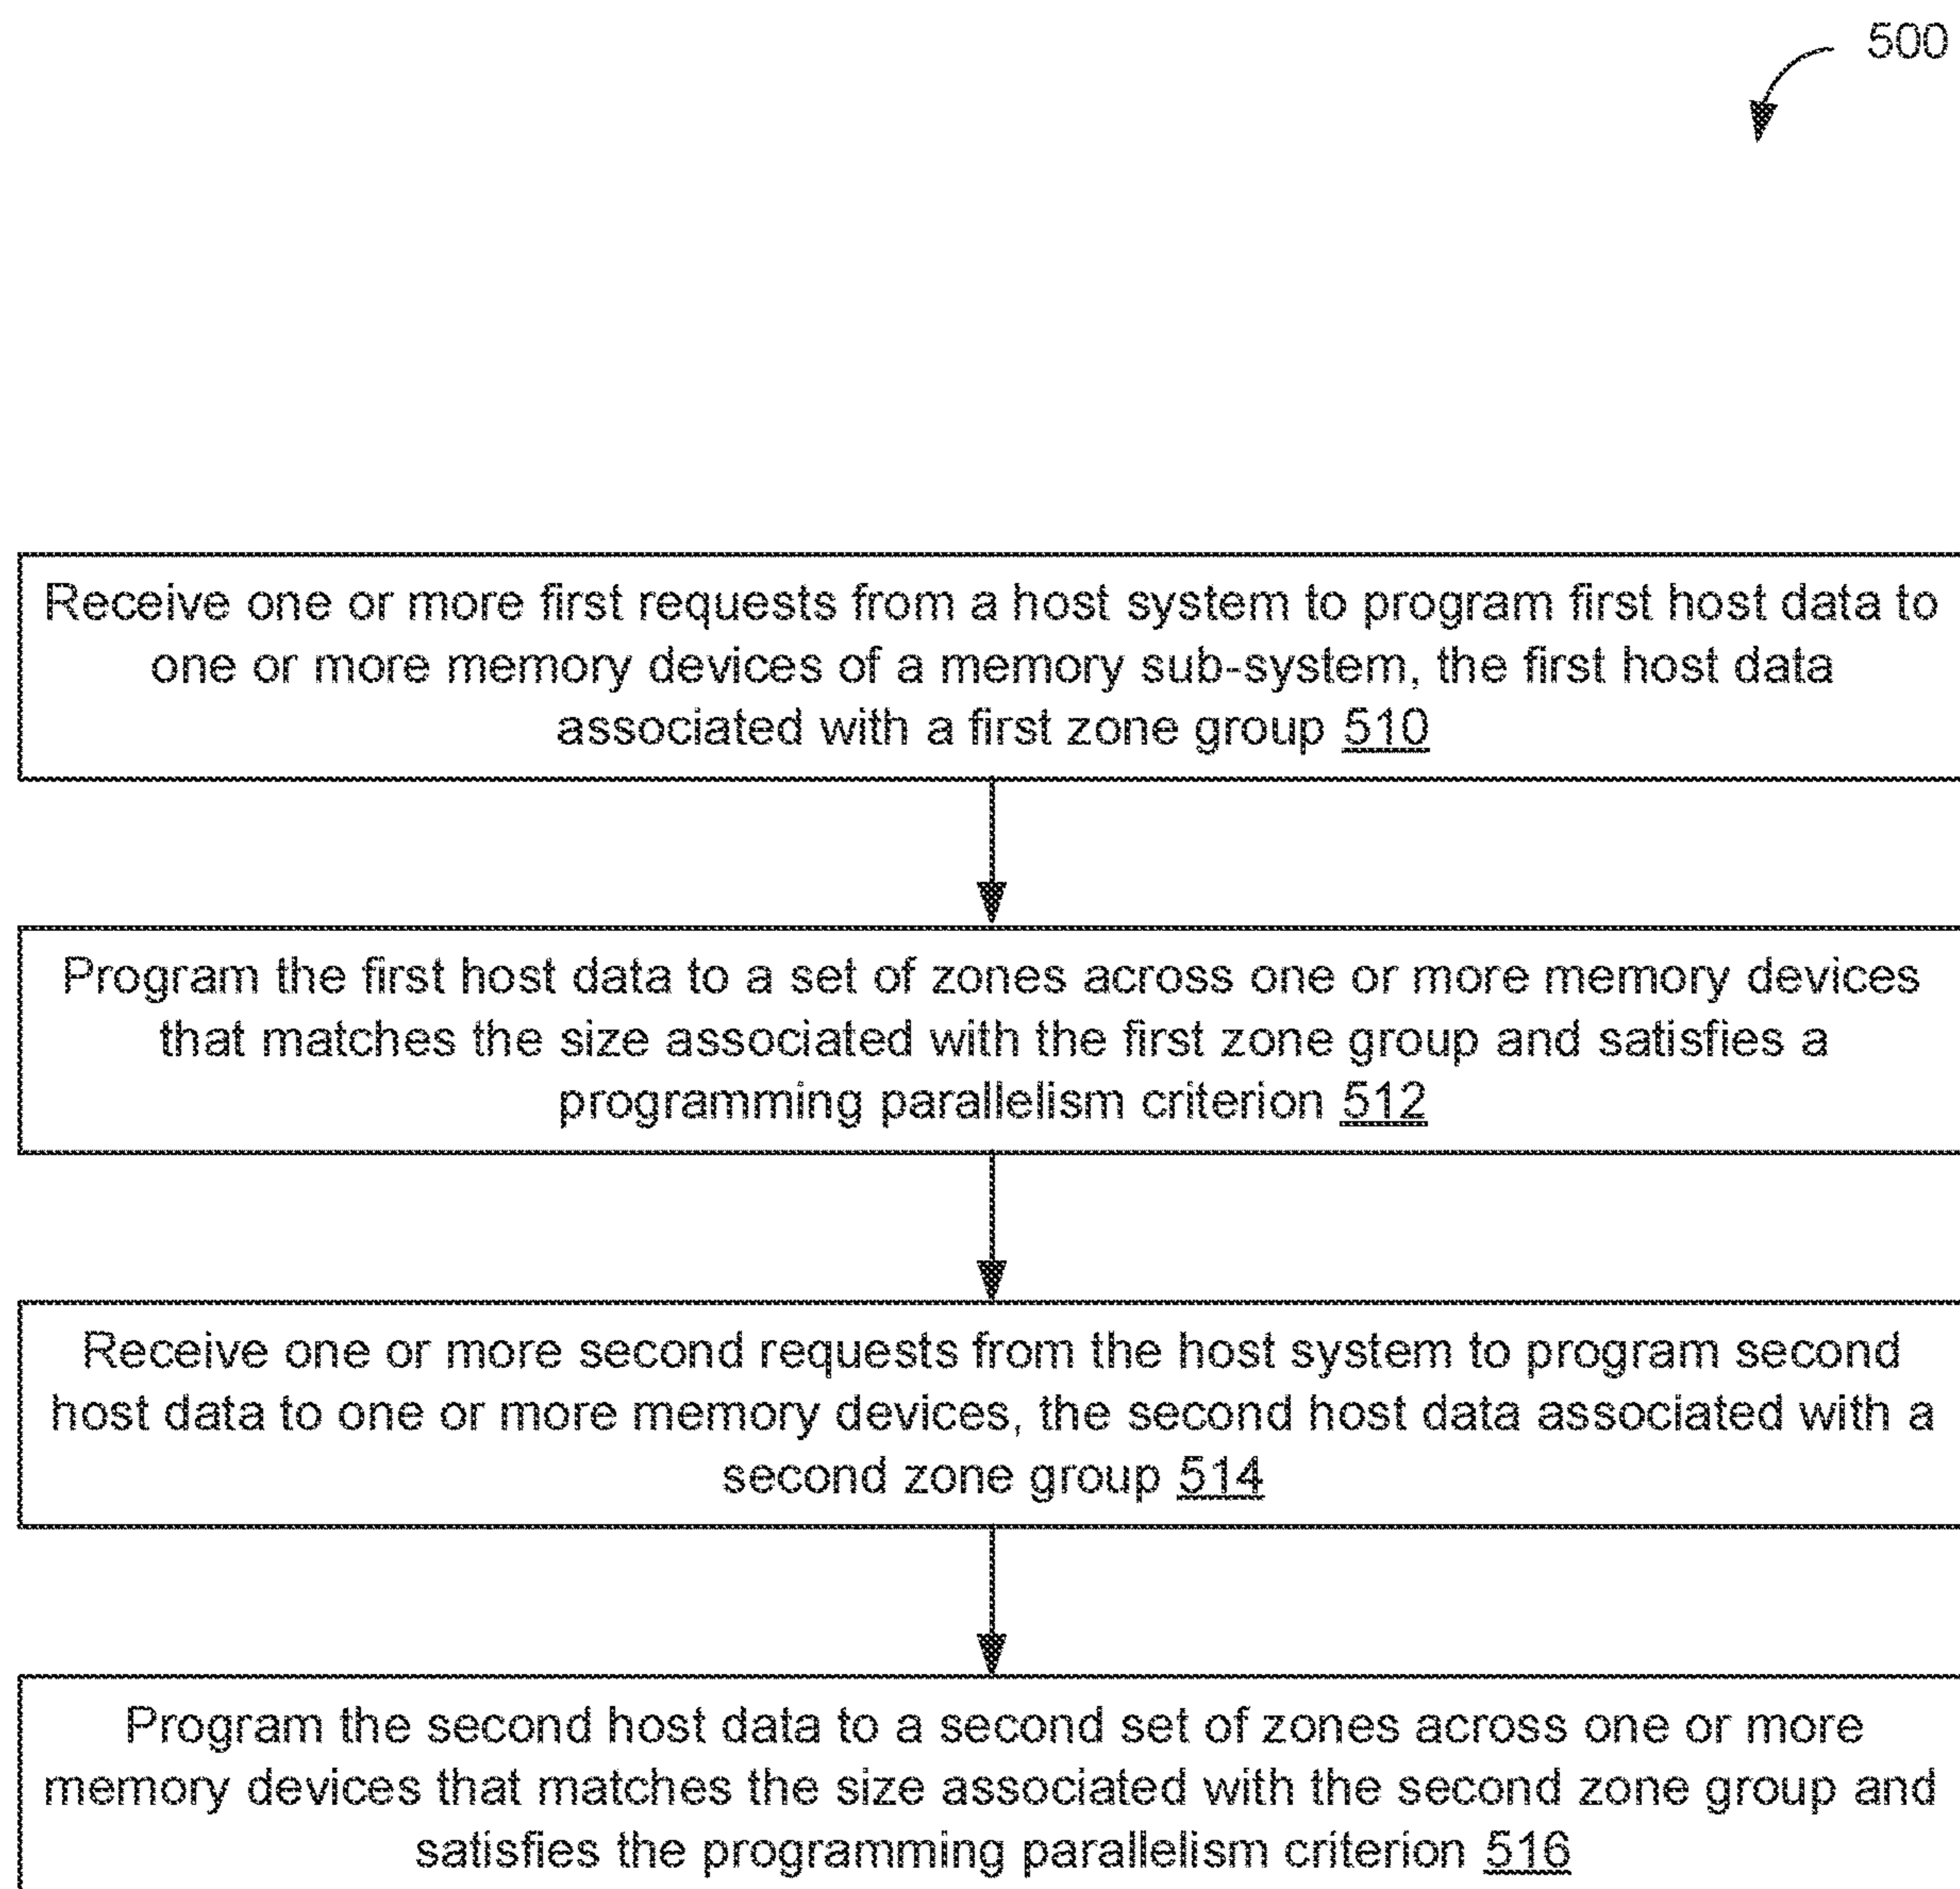 500
Receive one or more first requests from a host system to program first host data to
one or more memory devices of a memory sub-system, the first host data
associated with a first zone group 510
Program the first host data to a set of zones across one or more memory devices
that matches the size associated with the first zone group and satisfies a
programming parallelism criterion 512
Receive one or more second requests from the host system to program second
host data to one or more memory devices, the second host data associated with a
second zone group 514
Program the second host data to a second set of zones across one or more
memory devices that matches the size associated with the second zone group and
satisfies the programming parallelism criterion 516